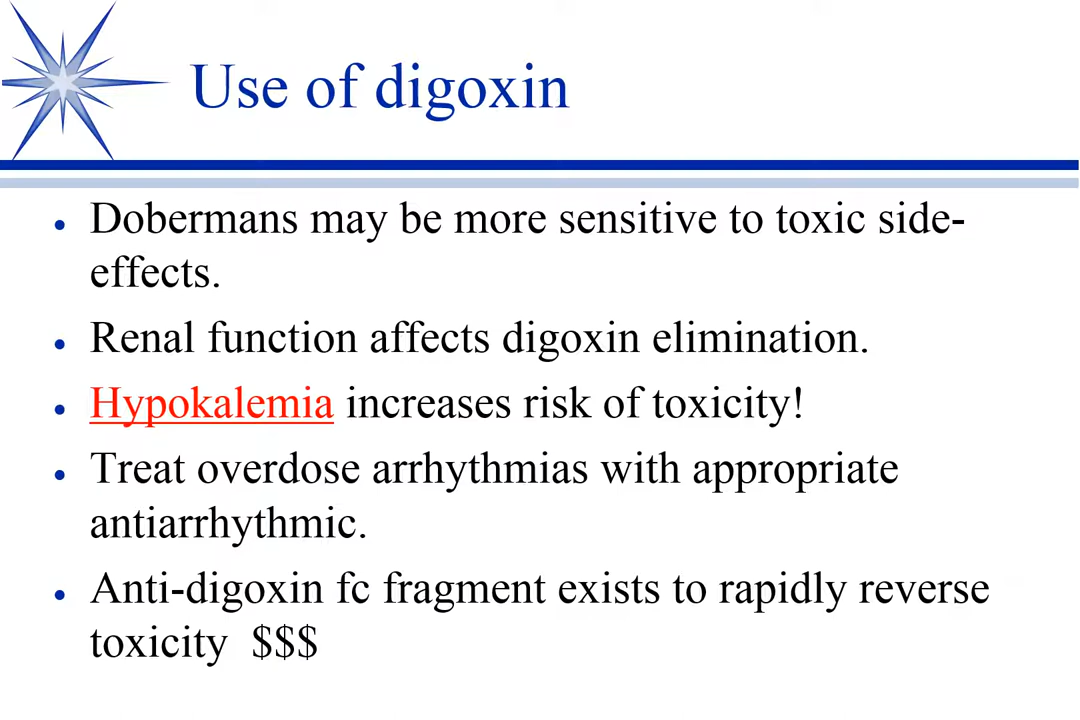 Use of digoxin
• Dobermans may be more sensitive to toxic side-
effects.
• Renal function affects digoxin elimination.
• Hypokalemia increases risk of toxicity!
• Treat overdose arrhythmias with appropriate
antiarrhythmic.
• Anti-digoxin fc fragment exists to rapidly reverse
toxicity $$$